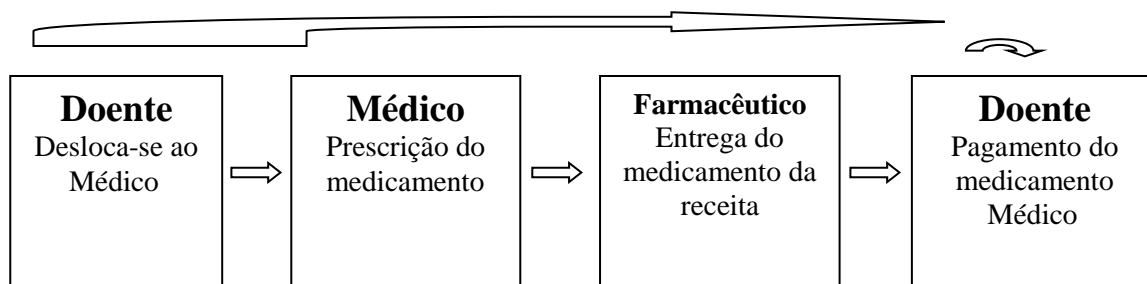 Doente
Desloca-se ao
Médico
Médico
Prescrição do
medicamento
Farmacêutico
Entrega do
medicamento da
receita
Doente
Pagamento do
medicamento
Médico